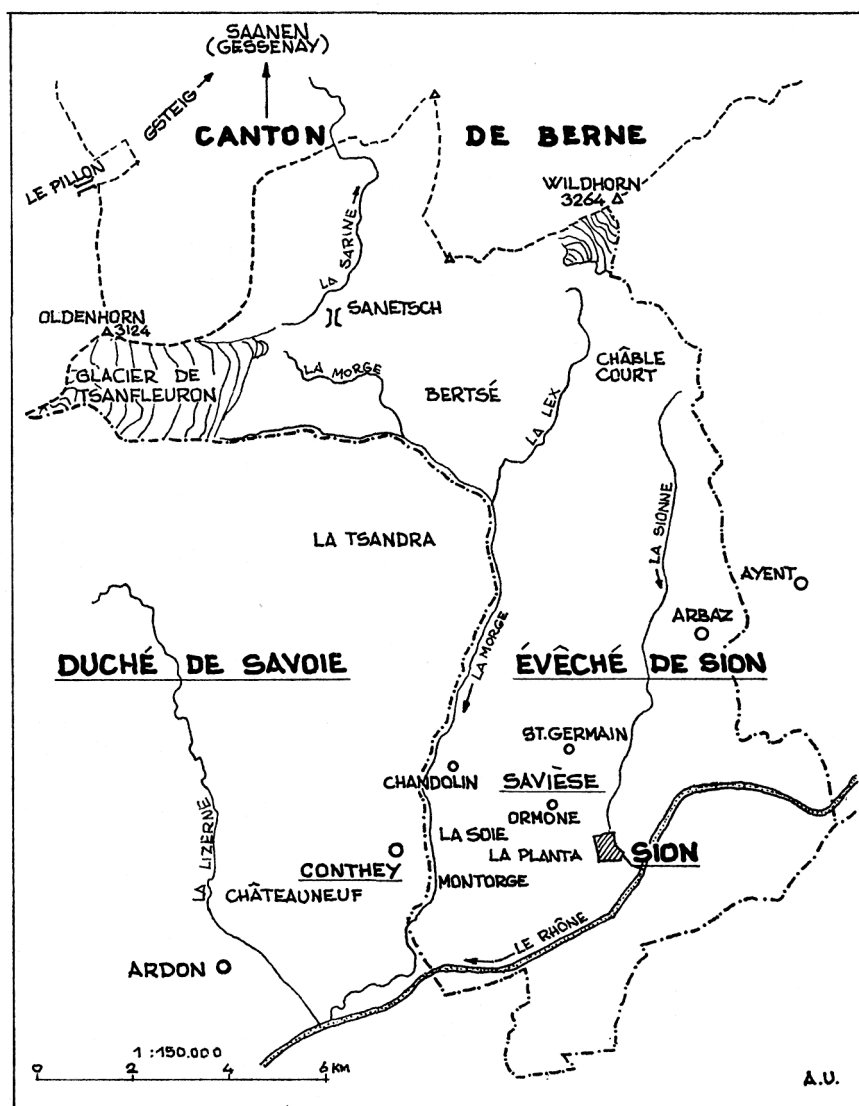 SAANEN
(GESSENAY)
GSTEIG
CANTON DE BERNE
LE PILLON
WILDHORN
3264
LA SARINE
OLDENHORN
3124
SANETSCH
GLACIER DE
TSANFLEURON
LA MORGE
BERTSÉ
CHÂBLE
COURT
LA LEX
LA TSANDRA
LA SIONNE
AYENT
ARBAZ
DUCHÉ DE SAVOIE
ÉVÊCHÉ DE SION
LA MORGE
ST. GERMAIN
CHANDOLIN
SAVIÈSE
ORMÔNE
LA LIZERNE
LA SOIE
LA PLANTA
SION
CONTHEY
CHÂTEAUNEUF
MONTORGE
LE RHÔNE
ARDON
1 :150.000
0 2 4 6 KM
A.U.